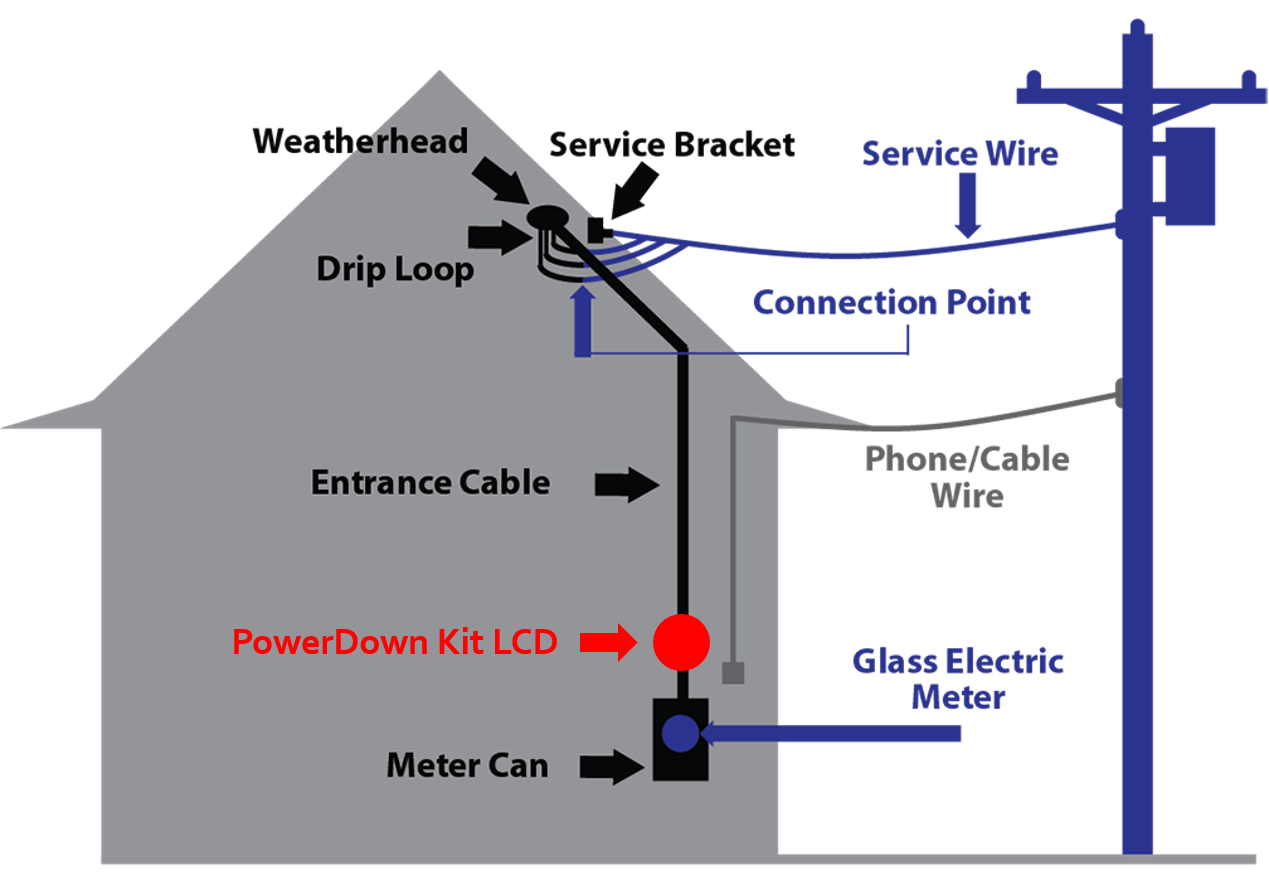 Weatherhead
Service Bracket
Service Wire
Drip Loop
Connection Point
Phone/Cable
Wire
Entrance Cable
PowerDown Kit LCD
Glass Electric
Meter
Meter Can